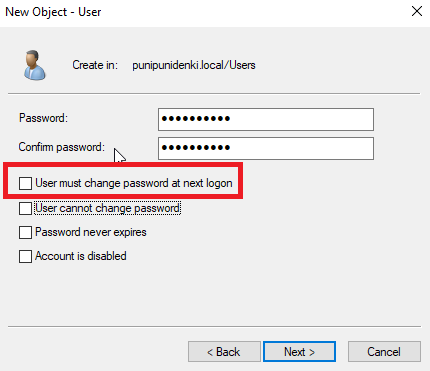 New Object - User
Create in: punipunidenki.local/Users
Password: ●●●●●●●●●●
Confirm password: ●●●●●●●●●●
User must change password at next logon
User cannot change password
Password never expires
Account is disabled
< Back Next > Cancel